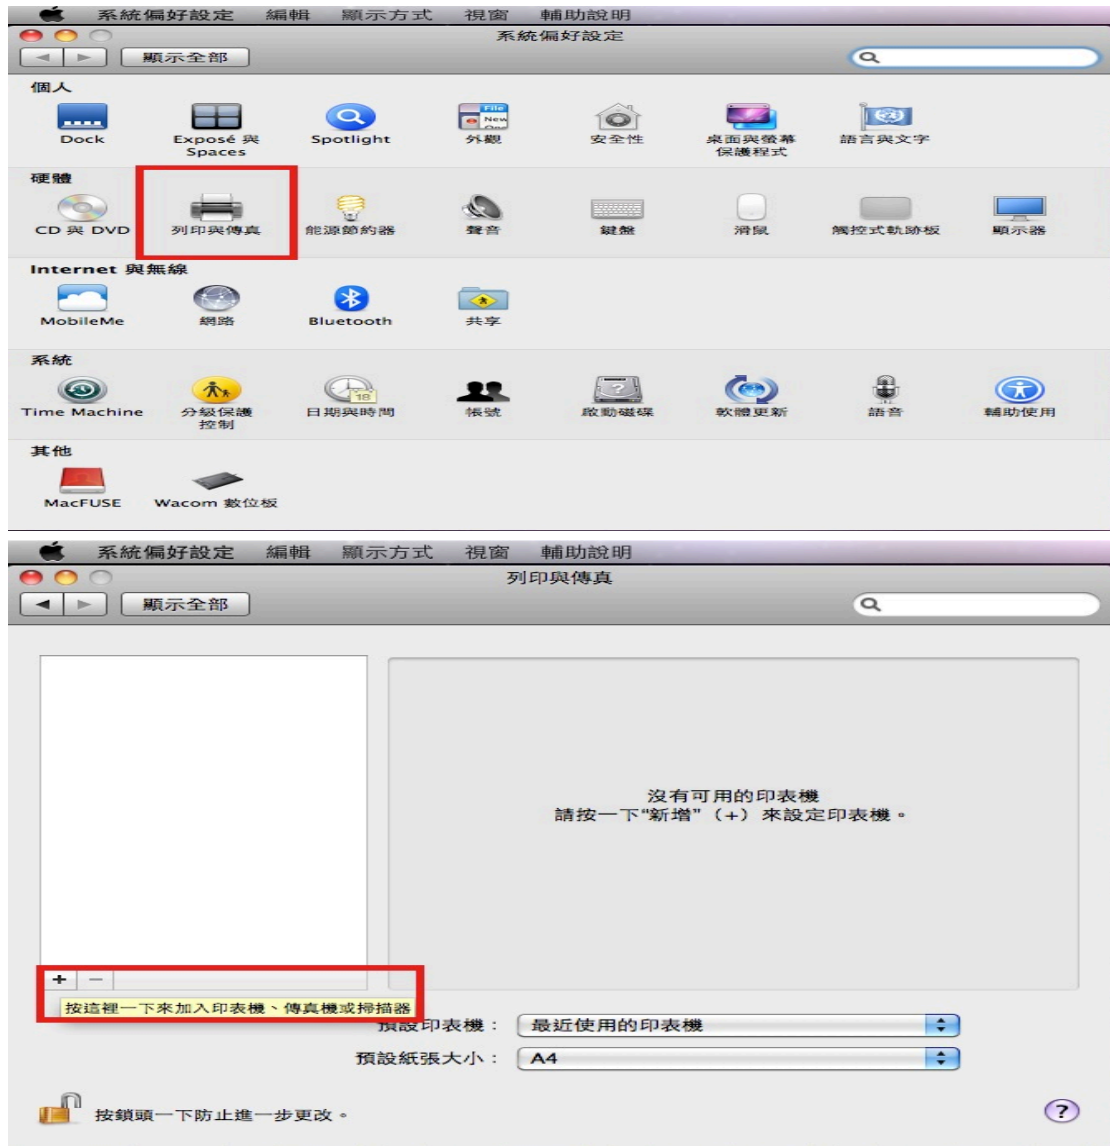 系統偏好設定 編輯 顯示方式 視窗 輔助說明
系統偏好設定
顯示全部
個人
Dock
Exposé 與
Spaces
Spotlight
File
New
外觀
安全性
桌面與螢幕
保護程式
語言與文字
硬體
CD 與 DVD
列印與傳真
能源節約器
聲音
鍵盤
滑鼠
觸控式軌跡板
顯示器
Internet 與無線
MobileMe
網路
Bluetooth
共享
系統
Time Machine
分級保護
控制
18
日期與時間
帳號
啟動磁碟
軟體更新
語音
輔助使用
其他
MacFUSE
Wacom 數位板
系統偏好設定 編輯 顯示方式 視窗 輔助說明
列印與傳真
顯示全部
沒有可用的印表機
請按一下“新增”（+）來設定印表機。
+ −
按這裡一下來加入印表機、傳真機或掃描器
預設印表機： 最近使用的印表機
預設紙張大小： A4
按鎖頭一下防止進一步更改。
?